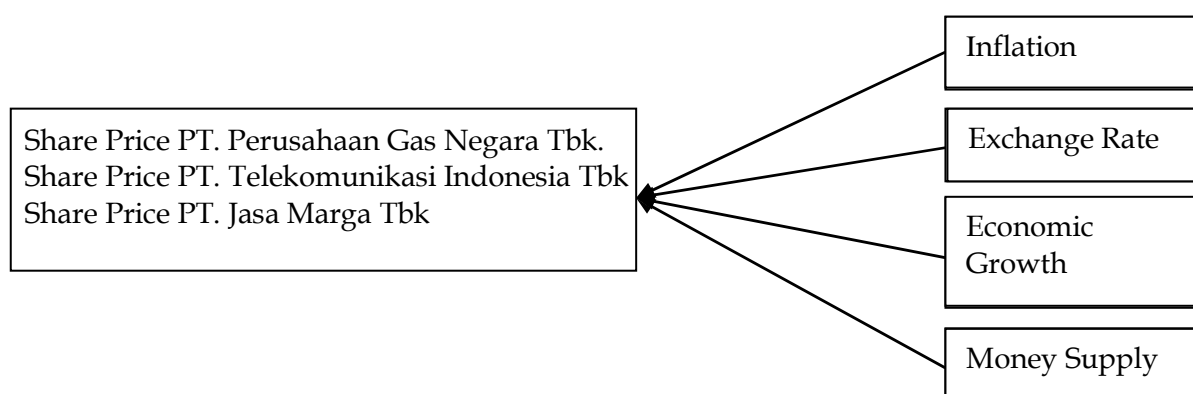 Share Price PT. Perusahaan Gas Negara Tbk.
Share Price PT. Telekomunikasi Indonesia Tbk
Share Price PT. Jasa Marga Tbk
Inflation
Exchange Rate
Economic
Growth
Money Supply